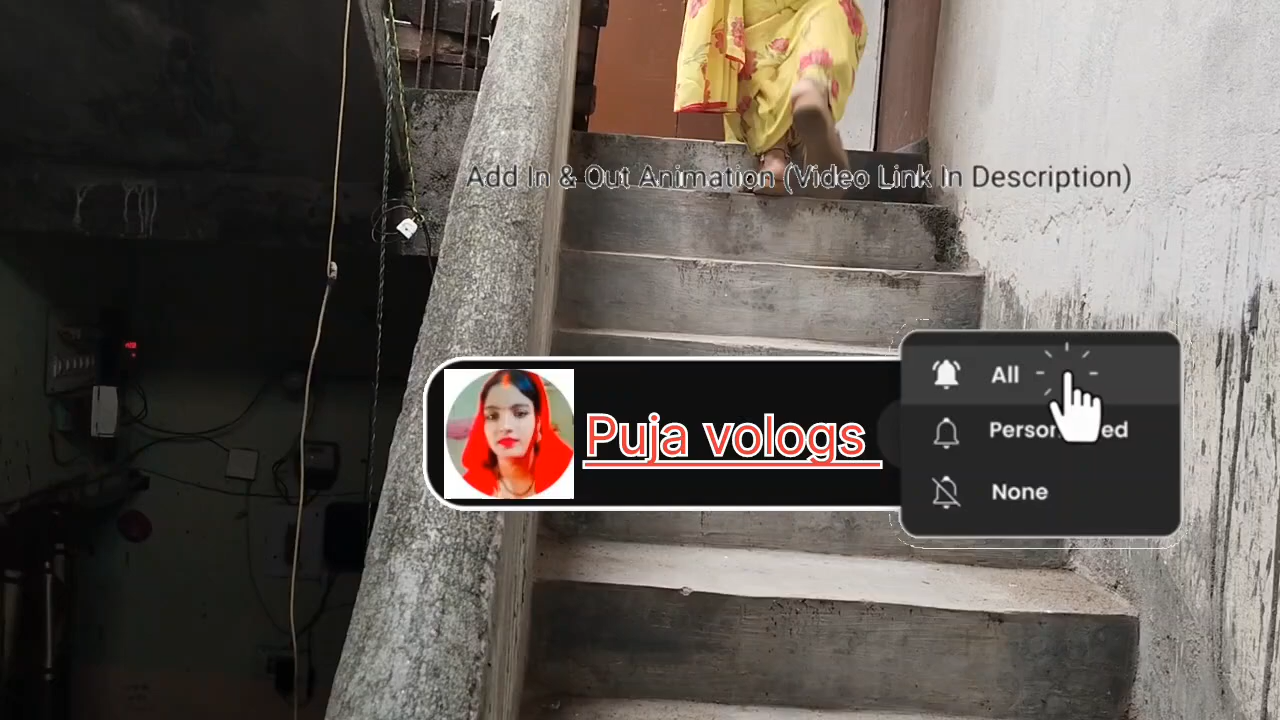 Add In & Out Animation (Video Link In Description)
Puja vologs
All
None